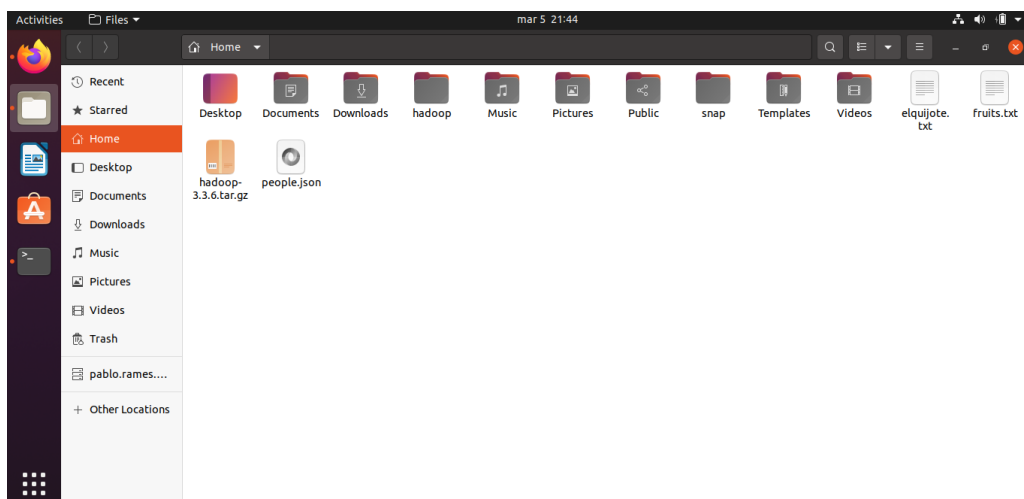 Activities Files mar 5 21:44
Home
Recent
Starred
Home
Desktop
Documents
Downloads
Music
Pictures
Videos
Trash
pablo.rames....
Other Locations
Desktop Documents Downloads hadoop Music Pictures Public snap Templates Videos elquijote. fruits.txt
txt
hadoop- people.json
3.3.6.tar.gz